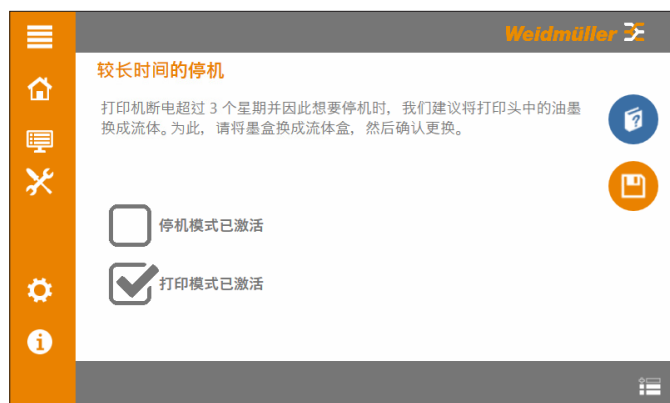 Weidmüller
较长时间的停机
打印机断电超过 3 个星期并因此想要停机时，我们建议将打印头中的油墨
换成流体。为此，请将墨盒换成流体盒，然后确认更换。
?
停机模式已激活
打印模式已激活
i